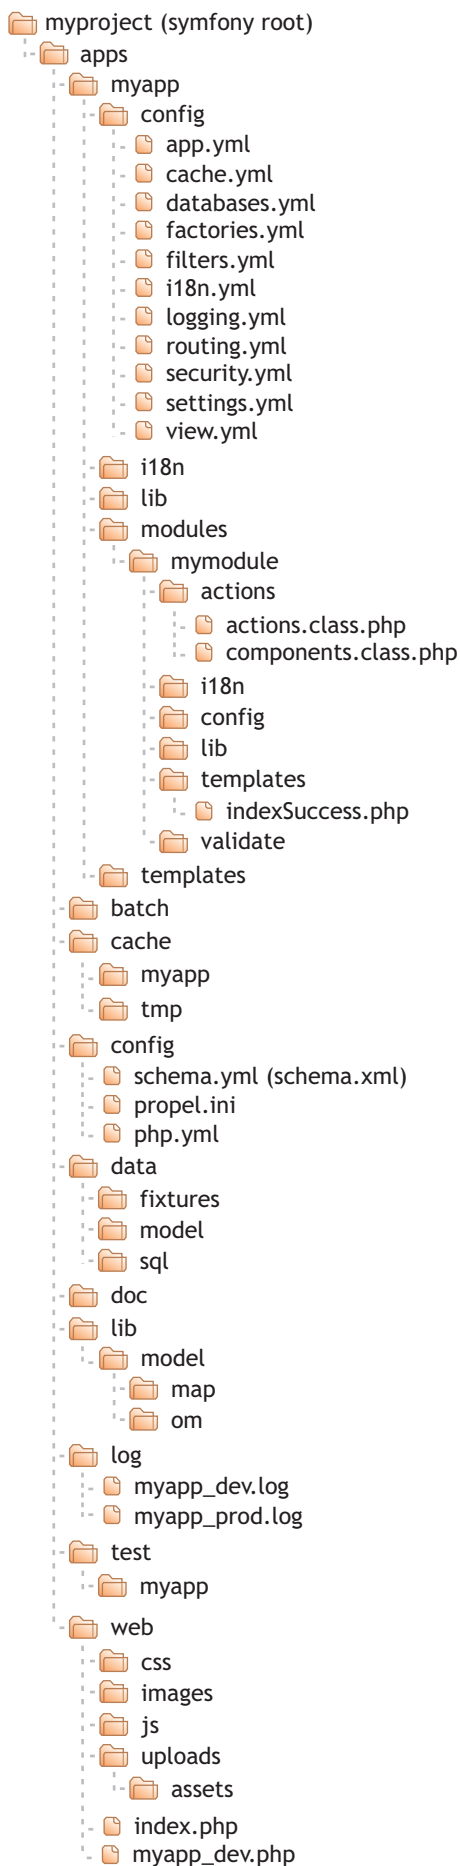 myproject (symfony root)
apps
myapp
config
app.yml
cache.yml
databases.yml
factories.yml
filters.yml
i18n.yml
logging.yml
routing.yml
security.yml
settings.yml
view.yml
i18n
lib
modules
mymodule
actions
actions.class.php
components.class.php
i18n
config
lib
templates
indexSuccess.php
validate
templates
batch
cache
myapp
tmp
config
schema.yml (schema.xml)
propel.ini
php.yml
data
fixtures
model
sql
doc
lib
model
map
om
log
myapp_dev.log
myapp_prod.log
test
myapp
web
css
images
js
uploads
assets
index.php
myapp_dev.php